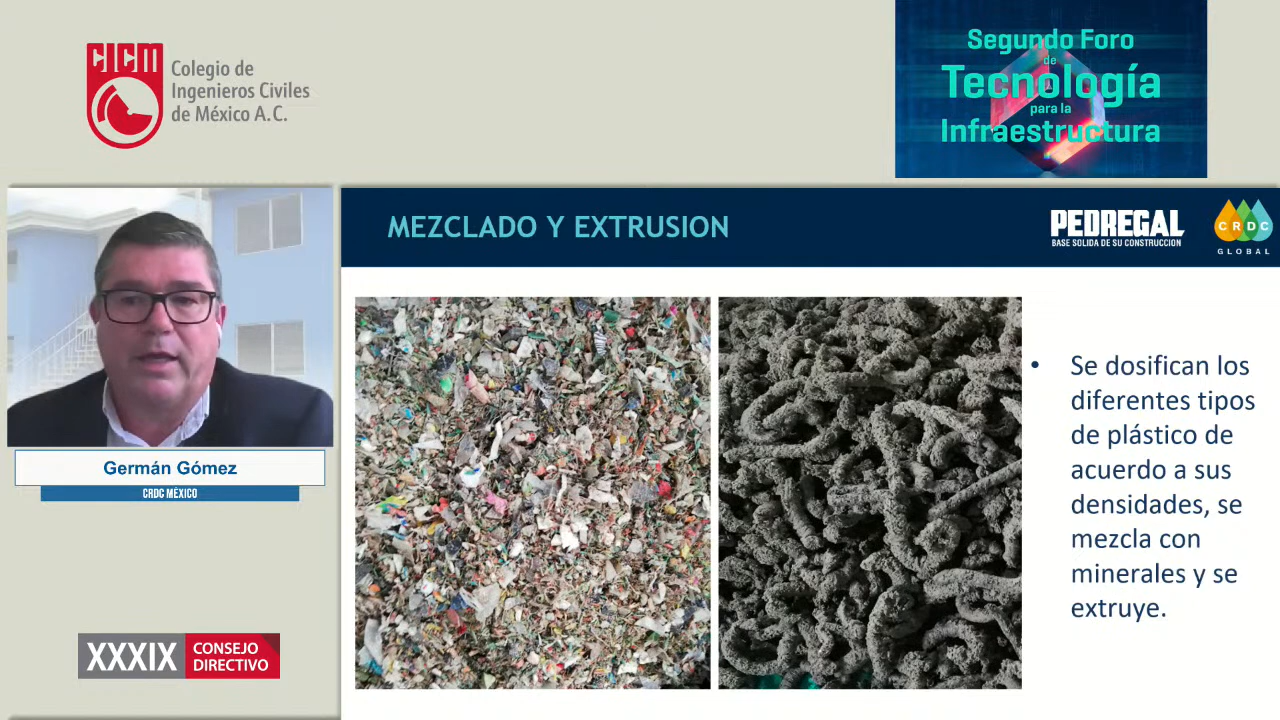 CICM
Colegio de
Ingenieros Civiles
de México A.C.
Segundo Foro
de
Tecnología
para la
Infraestructura
MEZCLADO Y EXTRUSION
PEDREGAL
BASE SOLIDA DE SU CONSTRUCCION
CRDC
GLOBAL
Germán Gómez
CRDC MÉXICO
• Se dosifican los
diferentes tipos
de plástico de
acuerdo a sus
densidades, se
mezcla con
minerales y se
extruye.
XXXIX
CONSEJO
DIRECTIVO